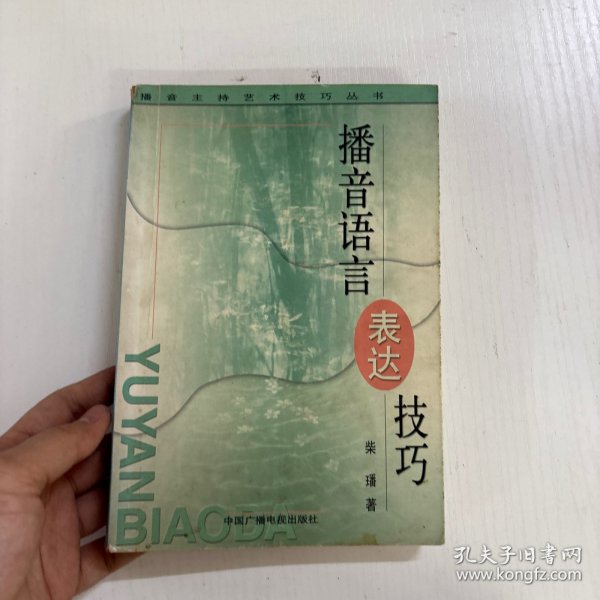 播音主持艺术技巧丛书
播音语言
表达
技巧
柴璠 著
YUYAN
BIAODA
中国广播电视出版社
孔夫子旧书网
www.kongfz.com